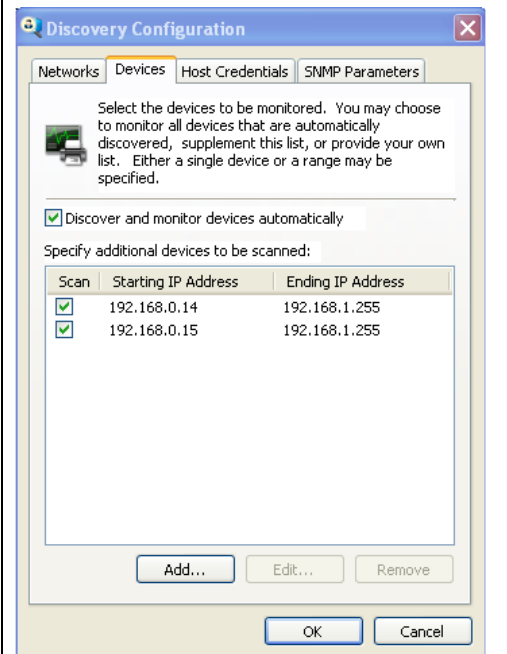 Discovery Configuration
Networks Devices Host Credentials SNMP Parameters
Select the devices to be monitored. You may choose
to monitor all devices that are automatically
discovered, supplement this list, or provide your own
list. Either a single device or a range may be
specified.
Discover and monitor devices automatically
Specify additional devices to be scanned:
Scan Starting IP Address Ending IP Address
192.168.0.14 192.168.1.255
192.168.0.15 192.168.1.255
Add... Edit... Remove
OK Cancel